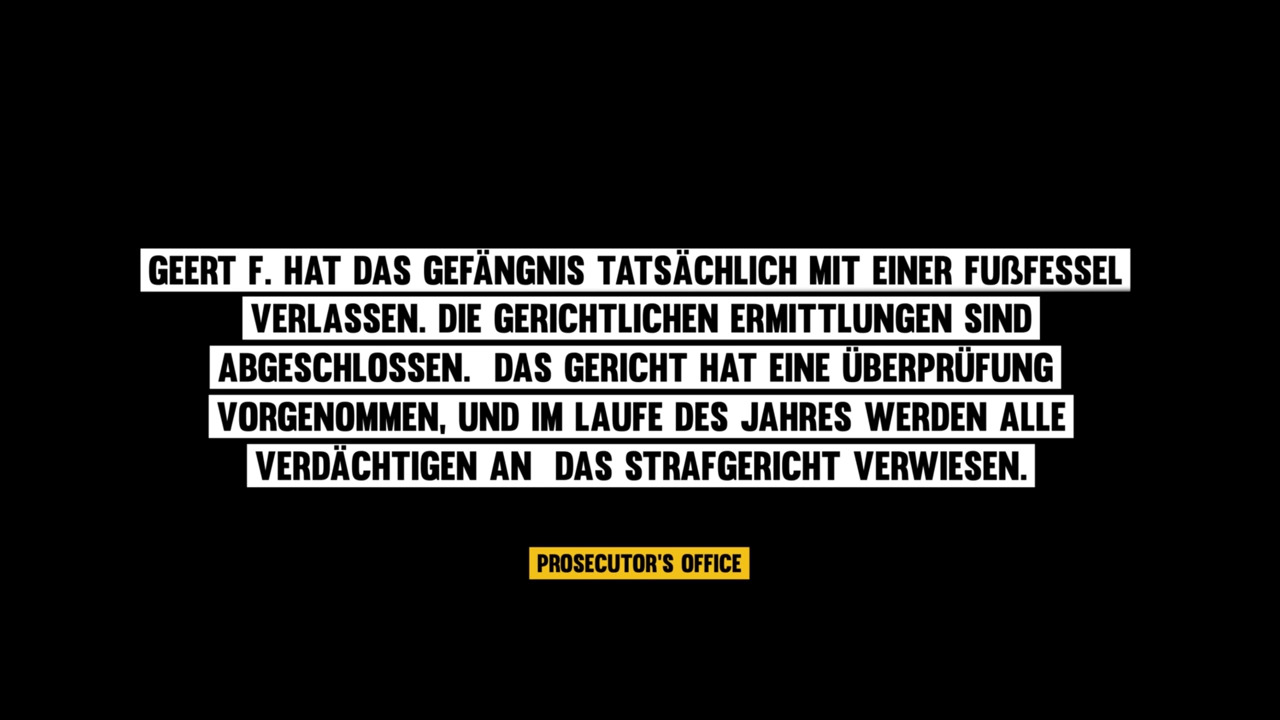 GEERT F. HAT DAS GEFÄNGNIS TATSÄCHLICH MIT EINER FUßFESSEL
VERLASSEN. DIE GERICHTLICHEN ERMITTLUNGEN SIND
ABGESCHLOSSEN.  DAS GERICHT HAT EINE ÜBERPRÜFUNG
VORGENOMMEN, UND IM LAUFE DES JAHRES WERDEN ALLE
VERDÄCHTIGEN AN  DAS STRAFGERICHT VERWIESEN.
PROSECUTOR'S OFFICE